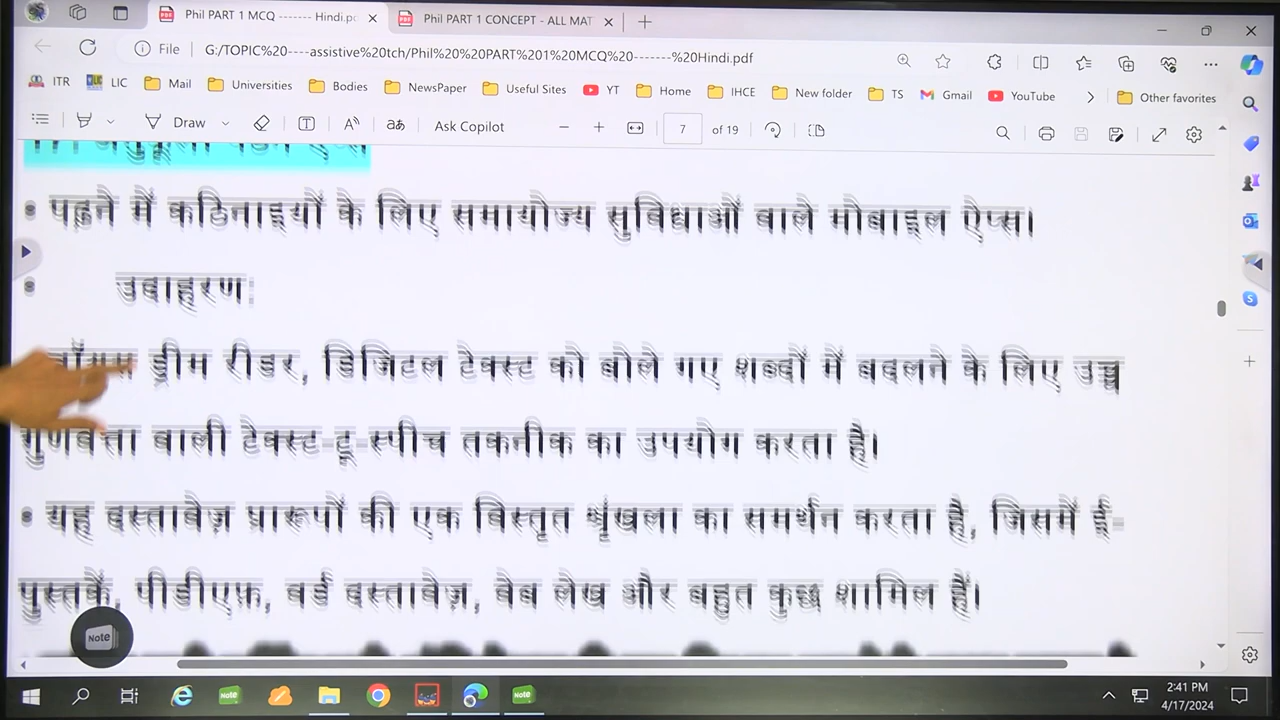 Phil PART 1 MCQ ------- Hindi.pd
Phil PART 1 CONCEPT - ALL MAT
File
G:/TOPIC%20----assistive%20tch/Phil%20%20PART%201%20MCQ%20-------%20Hindi.pdf
ITR LIC Mail Universities Bodies NewsPaper Useful Sites YT Home IHCE New folder TS Gmail YouTube Other favorites
Draw Ask Copilot 7 of 19
पढ़ने में कठिनाइयों के लिए समायोज्य सुविधाओं वाले मोबाइल ऐप्स।
उदाहरण:
ड्रीम रीडर, डिजिटल टेक्स्ट को बोले गए शब्दों में बदलने के लिए उच्च
गुणवत्ता वाली टेक्स्ट-टू-स्पीच तकनीक का उपयोग करता है।
• यह दस्तावेज़ प्रारूपों की एक विस्तृत श्रृंखला का समर्थन करता है, जिसमें ई-
पुस्तकें, पीडीएफ़, वर्ड दस्तावेज़, वेब लेख और बहुत कुछ शामिल हैं।
Note
Note
Note
2:41 PM
4/17/2024